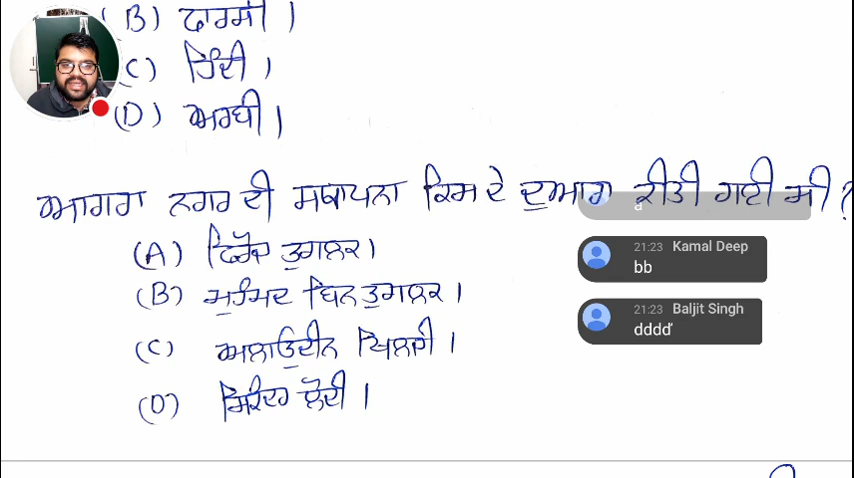 (B) ਫਾਰਸੀ।
(C) ਹਿੰਦੀ।
(D) ਅਰਬੀ।
ਆਗਰਾ ਨਗਰ ਦੀ ਸਥਾਪਨਾ ਕਿਸ ਦੇ ਦੁਆਰਾ ਕੀਤੀ ਗਈ ਸੀ?
(A) ਫਿਰੋਜ ਤੁਗਲਕ।
(B) ਮੁਹੰਮਦ ਬਿਨ ਤੁਗਲਕ।
(C) ਅਲਾਉਦੀਨ ਖਿਲਜੀ।
(D) ਸਿਕੰਦਰ ਲੋਦੀ।
a
21:23 Kamal Deep
bb
21:23 Baljit Singh